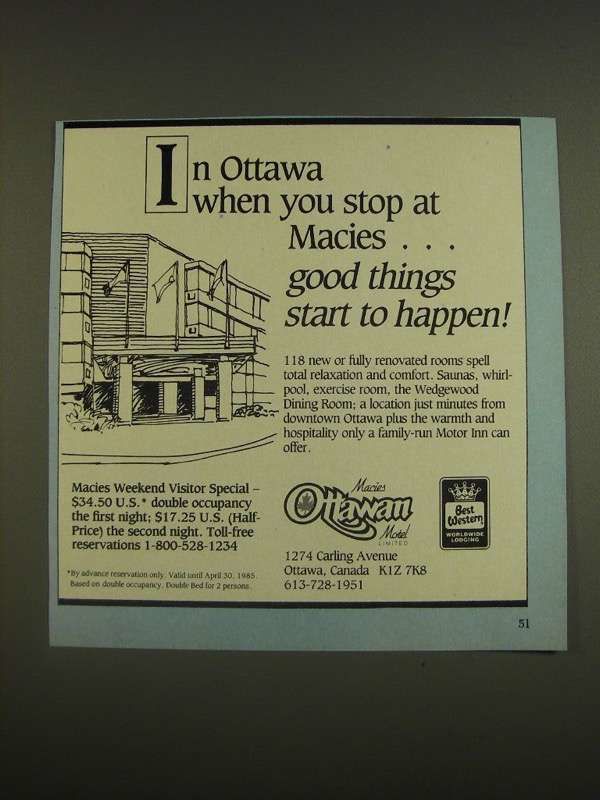 In Ottawa
when you stop at
Macies . . .
good things
start to happen!
118 new or fully renovated rooms spell
total relaxation and comfort. Saunas, whirl-
pool, exercise room, the Wedgewood
Dining Room; a location just minutes from
downtown Ottawa plus the warmth and
hospitality only a family-run Motor Inn can
offer.
Macies Weekend Visitor Special –
$34.50 U.S.* double occupancy
the first night; $17.25 U.S. (Half-
Price) the second night. Toll-free
reservations 1-800-528-1234
*By advance reservation only. Valid until April 30, 1985.
Based on double occupancy. Double Bed for 2 persons.
Macies
Ottawan
Motel
LIMITED
Best
Western
WORLDWIDE
LODGING
1274 Carling Avenue
Ottawa, Canada K1Z 7K8
613-728-1951
51